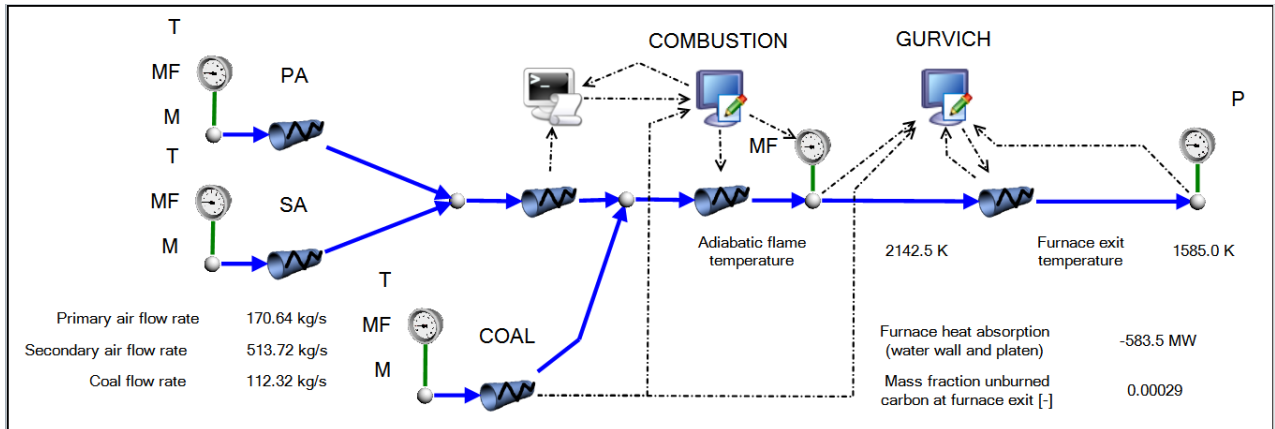 T
MF
M
PA
T
MF
M
SA
T
MF
M
COAL
COMBUSTION
MF
GURVICH
P
>_
Adiabatic flame
temperature
2142.5 K
Furnace exit
temperature
1585.0 K
Primary air flow rate 170.64 kg/s
Secondary air flow rate 513.72 kg/s
Coal flow rate 112.32 kg/s
Furnace heat absorption
(water wall and platen)
-583.5 MW
Mass fraction unburned
carbon at furnace exit [-]
0.00029